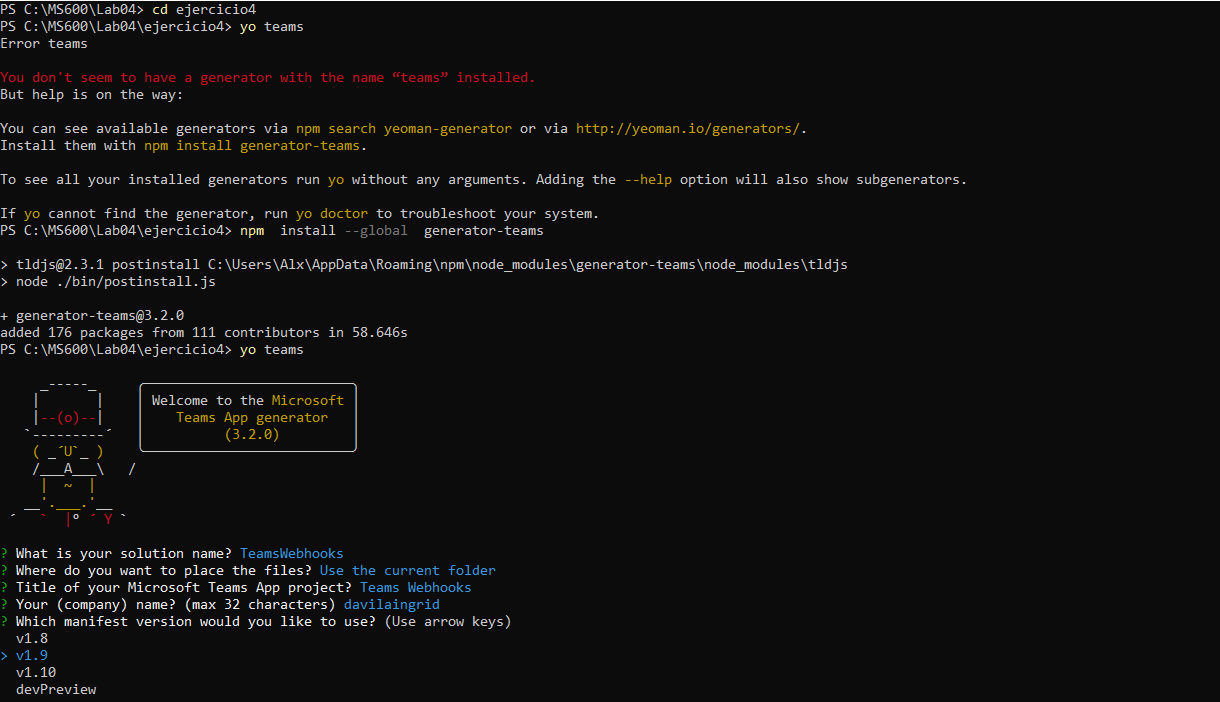 PS C:\MS600\Lab04> cd ejercicio4
PS C:\MS600\Lab04\ejercicio4> yo teams
Error teams
You don't seem to have a generator with the name “teams” installed.
But help is on the way:
You can see available generators via npm search yeoman-generator or via http://yeoman.io/generators/.
Install them with npm install generator-teams.
To see all your installed generators run yo without any arguments. Adding the --help option will also show subgenerators.
If yo cannot find the generator, run yo doctor to troubleshoot your system.
PS C:\MS600\Lab04\ejercicio4> npm  install --global  generator-teams
> tldjs@2.3.1 postinstall C:\Users\Alx\AppData\Roaming\npm\node_modules\generator-teams\node_modules\tldjs
> node ./bin/postinstall.js
+ generator-teams@3.2.0
added 176 packages from 111 contributors in 58.646s
PS C:\MS600\Lab04\ejercicio4> yo teams
     _-----_
    |       |
    |--(o)--|
   `---------´
    ( _´U`_ )
    /___A___\   /
     |  ~  |
   __'.___.'__
 ´   `  |° ´ Y `
Welcome to the Microsoft
Teams App generator
(3.2.0)
? What is your solution name? TeamsWebhooks
? Where do you want to place the files? Use the current folder
? Title of your Microsoft Teams App project? Teams Webhooks
? Your (company) name? (max 32 characters) davilaingrid
? Which manifest version would you like to use? (Use arrow keys)
  v1.8
> v1.9
  v1.10
  devPreview